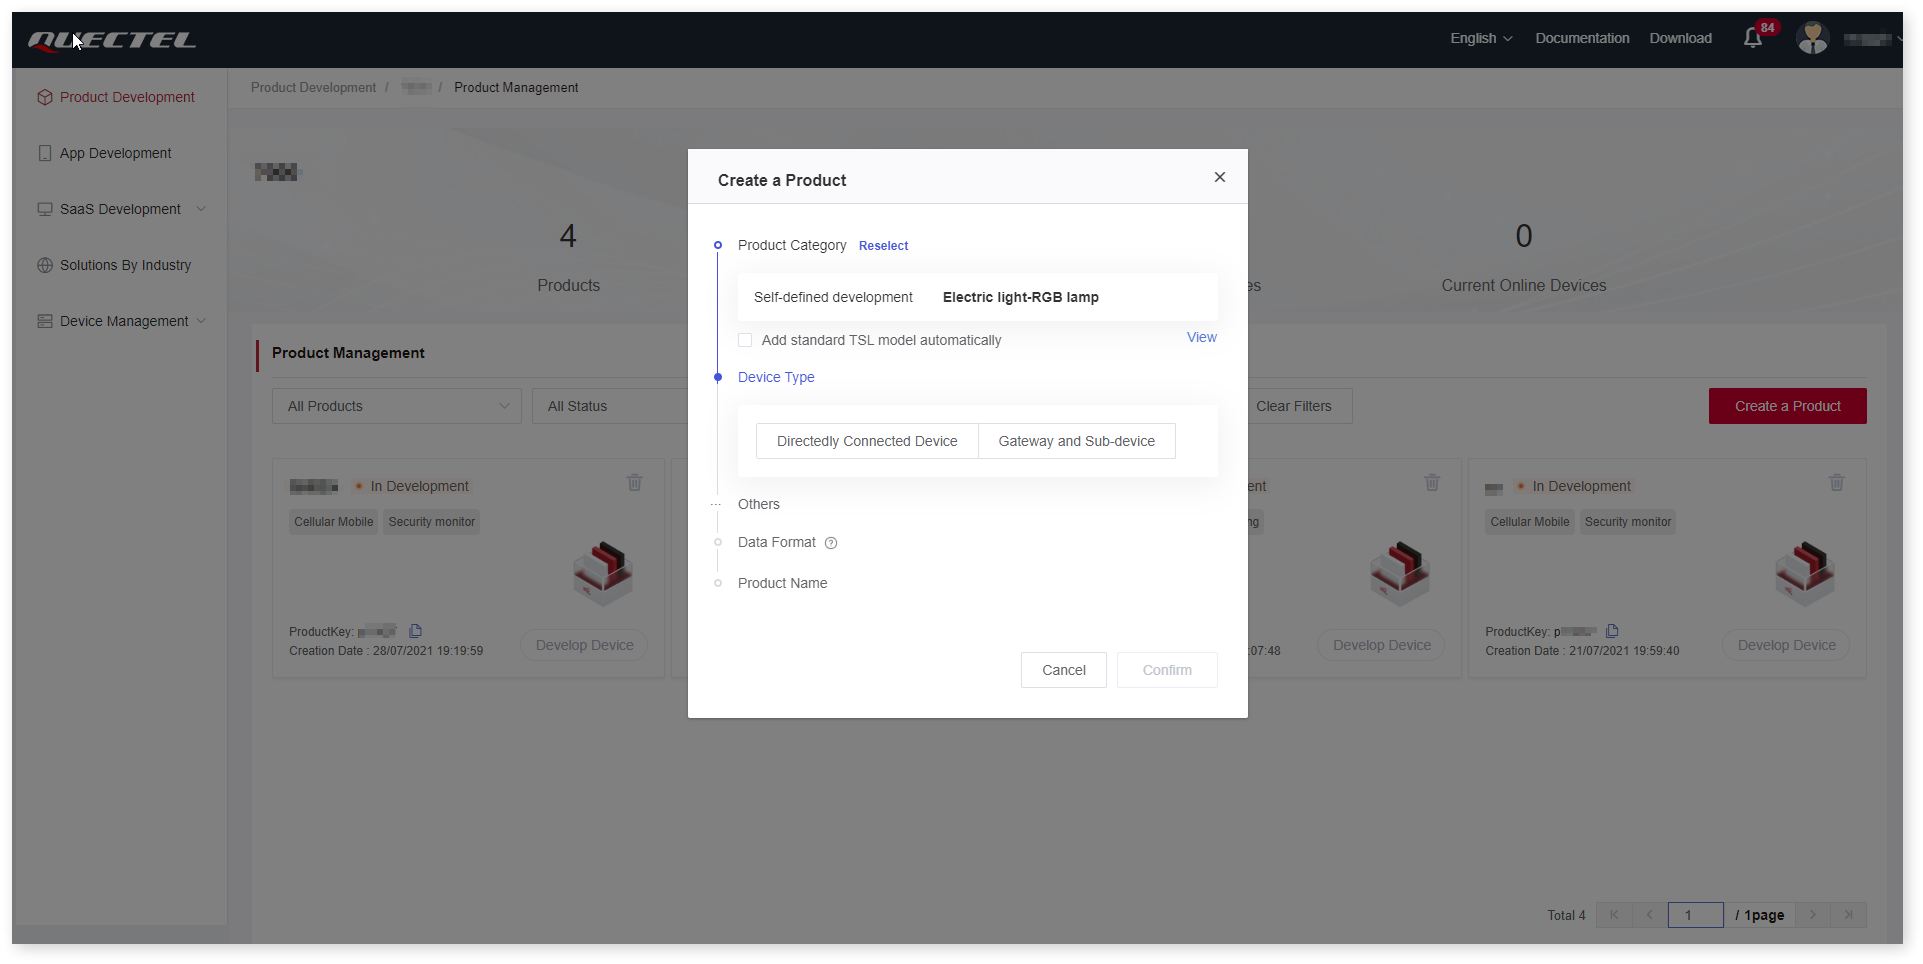 QUECTEL
English Documentation Download 84
Product Development
App Development
SaaS Development
Solutions By Industry
Device Management
Product Development / / Product Management
4
Products
0
Current Online Devices
es
Product Management
All Products
All Status
Clear Filters
Create a Product
In Development
Cellular Mobile Security monitor
ProductKey:
Creation Date : 28/07/2021 19:19:59
Develop Device
ent
ng
:07:48
Develop Device
In Development
Cellular Mobile Security monitor
ProductKey: p
Creation Date : 21/07/2021 19:59:40
Develop Device
Create a Product
Product Category Reselect
Self-defined development Electric light-RGB lamp
Add standard TSL model automatically View
Device Type
Directedly Connected Device Gateway and Sub-device
Others
Data Format ?
Product Name
Cancel Confirm
Total 4 1 / 1page